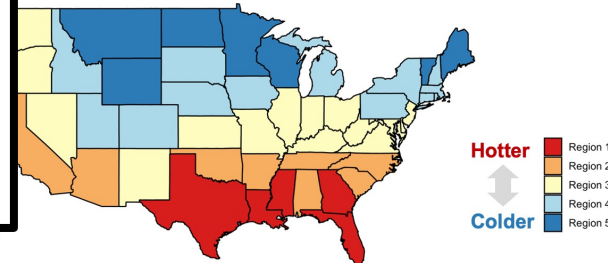 Hotter
Colder
Region 1
Region 2
Region 3
Region 4
Region 5